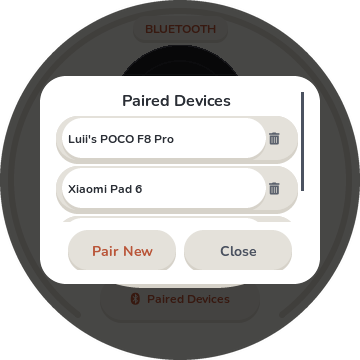 BLUETOOTH
Paired Devices
Luii's POCO F8 Pro
Xiaomi Pad 6
Pair New
Close
Paired Devices